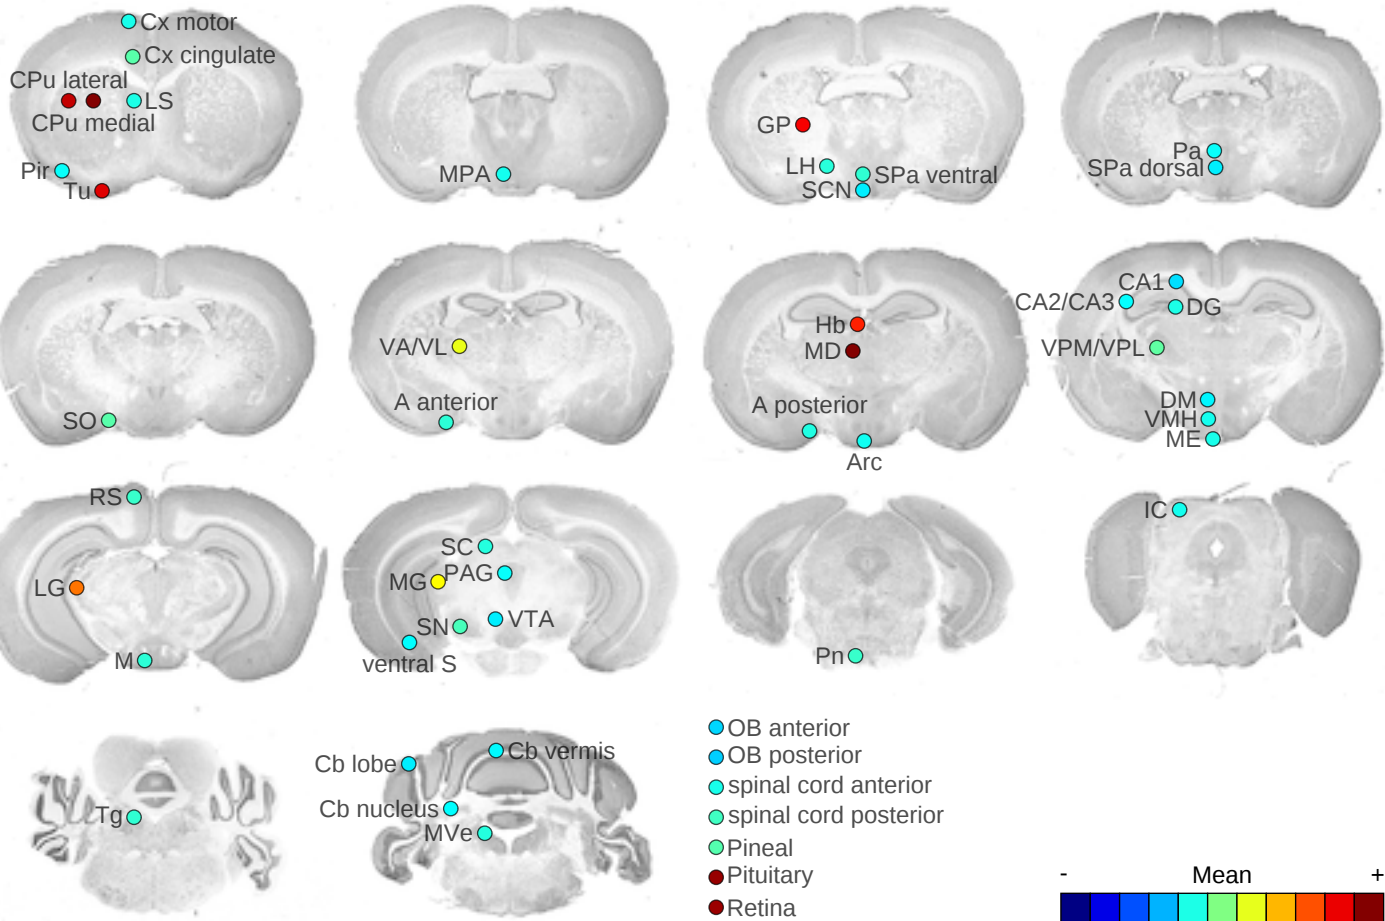 Cx motor
Cx cingulate
CPu lateral
LS
CPu medial
Pir
Tu
MPA
GP
LH
SPa ventral
SCN
Pa
SPa dorsal
SO
VA/VL
A anterior
Hb
MD
A posterior
Arc
CA1
CA2/CA3
DG
VPM/VPL
DM
VMH
ME
RS
LG
M
SC
MG
PAG
SN
VTA
ventral S
Pn
IC
Tg
Cb lobe
Cb vermis
Cb nucleus
MVe
OB anterior
OB posterior
spinal cord anterior
spinal cord posterior
Pineal
Pituitary
Retina
- Mean +